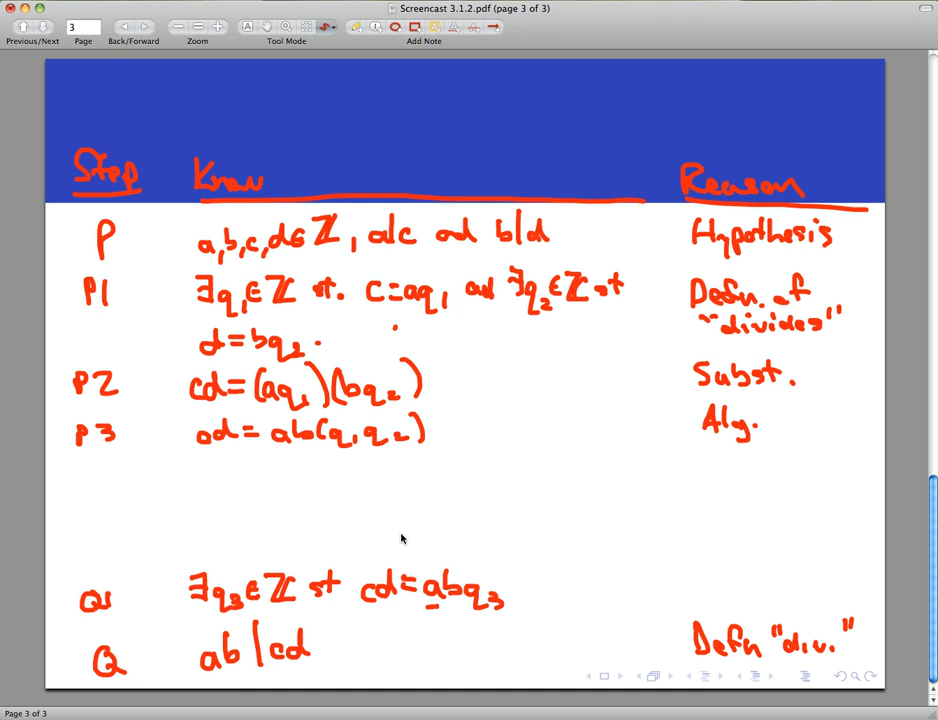 Screencast 3.1.2.pdf (page 3 of 3)
3
Previous/Next Page Back/Forward Zoom Tool Mode Add Note
Step Know Reason
P a,b,c,d∈ℤ, a|c and b|d Hypothesis
P1 ∃q₁∈ℤ st. c=aq₁ and ∃q₂∈ℤ st Defn. of
d=bq₂. "divides"
P2 cd=(aq₁)(bq₂) Subst.
P3 cd= ab(q₁q₂) Alg.
Q1 ∃q₃∈ℤ st cd=abq₃
Q ab|cd Defn "div."
Page 3 of 3